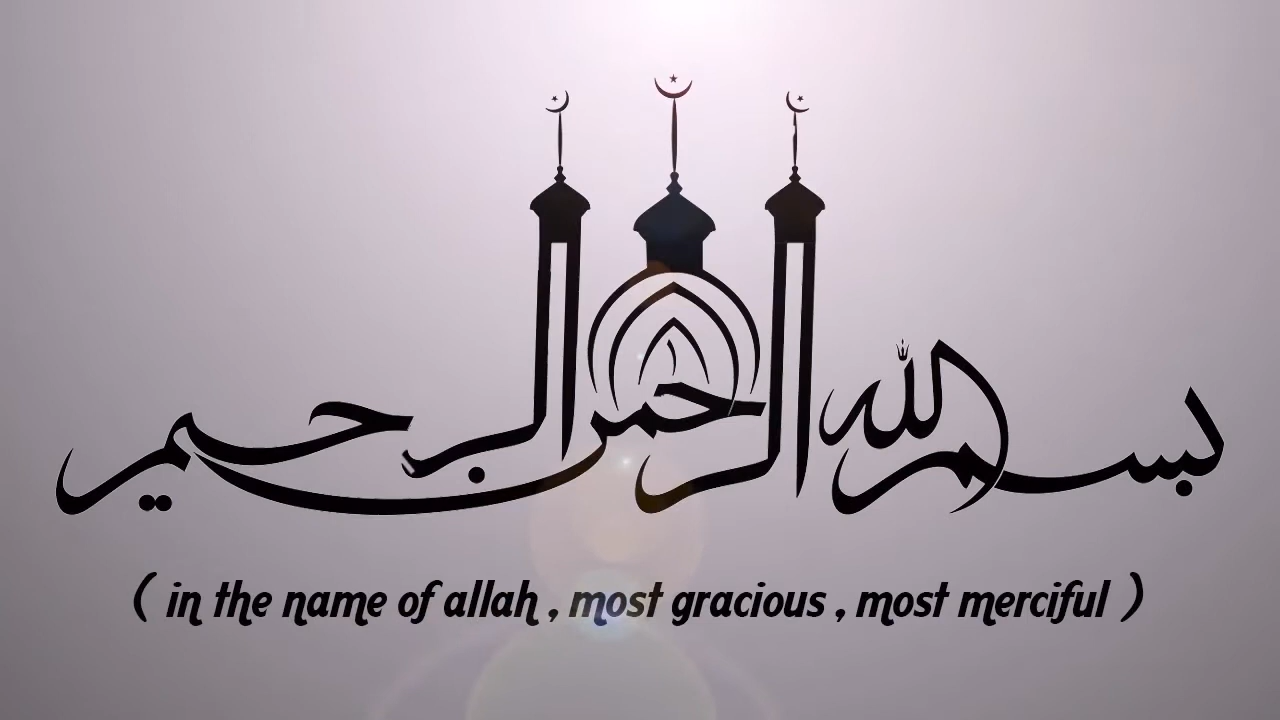 بسم الله الرحمن الرحيم
( in the name of allah , most gracious , most merciful )